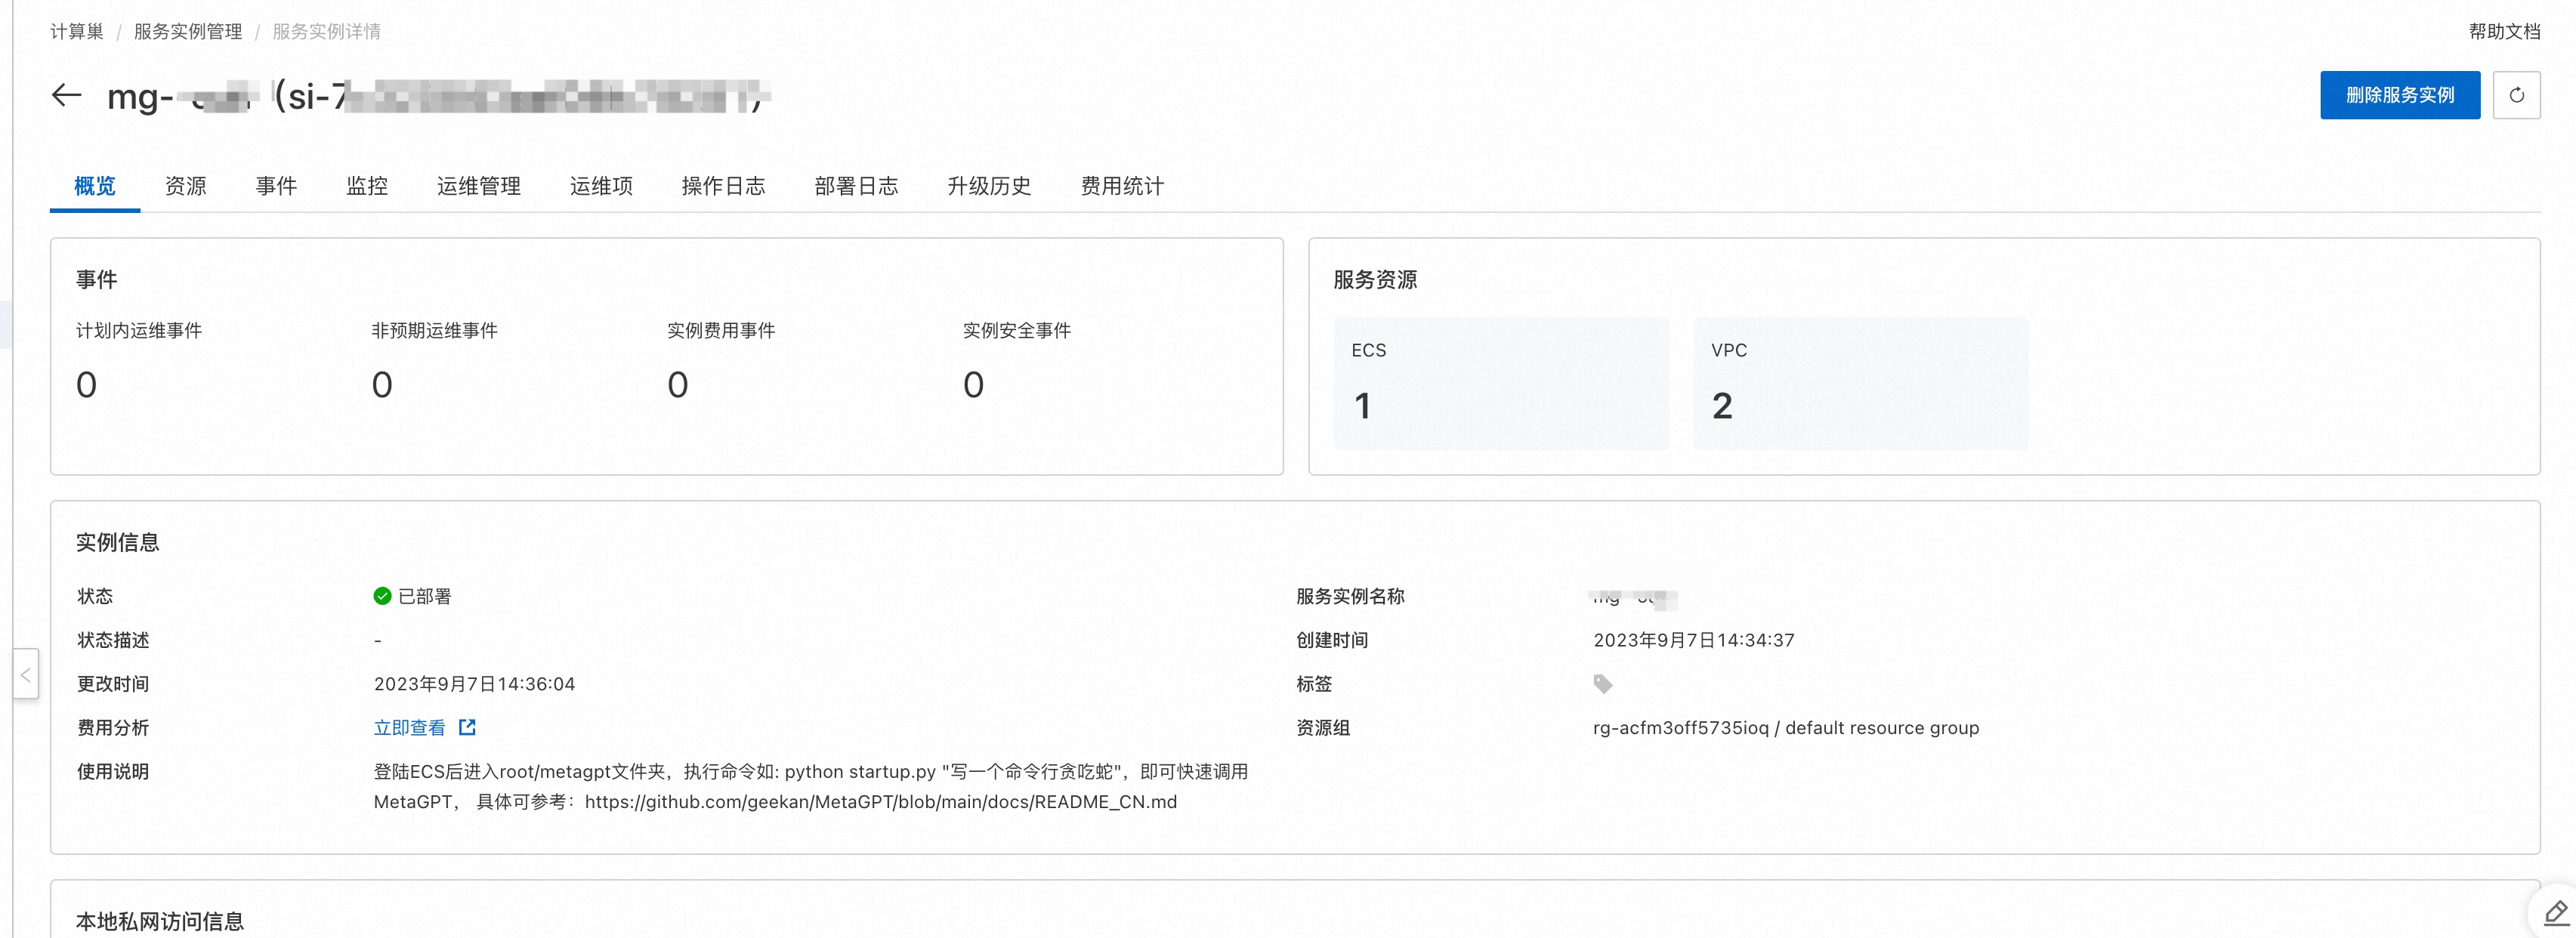 计算巢 / 服务实例管理 / 服务实例详情
帮助文档
mg- (si-7
删除服务实例
概览 资源 事件 监控 运维管理 运维项 操作日志 部署日志 升级历史 费用统计
事件
计划内运维事件 非预期运维事件 实例费用事件 实例安全事件
0 0 0 0
服务资源
ECS VPC
1 2
实例信息
状态 已部署 服务实例名称
状态描述 - 创建时间 2023年9月7日14:34:37
更改时间 2023年9月7日14:36:04 标签
费用分析 立即查看 资源组 rg-acfm3off5735ioq / default resource group
使用说明 登陆ECS后进入root/metagpt文件夹，执行命令如: python startup.py "写一个命令行贪吃蛇"，即可快速调用
MetaGPT， 具体可参考：https://github.com/geekan/MetaGPT/blob/main/docs/README_CN.md
本地私网访问信息